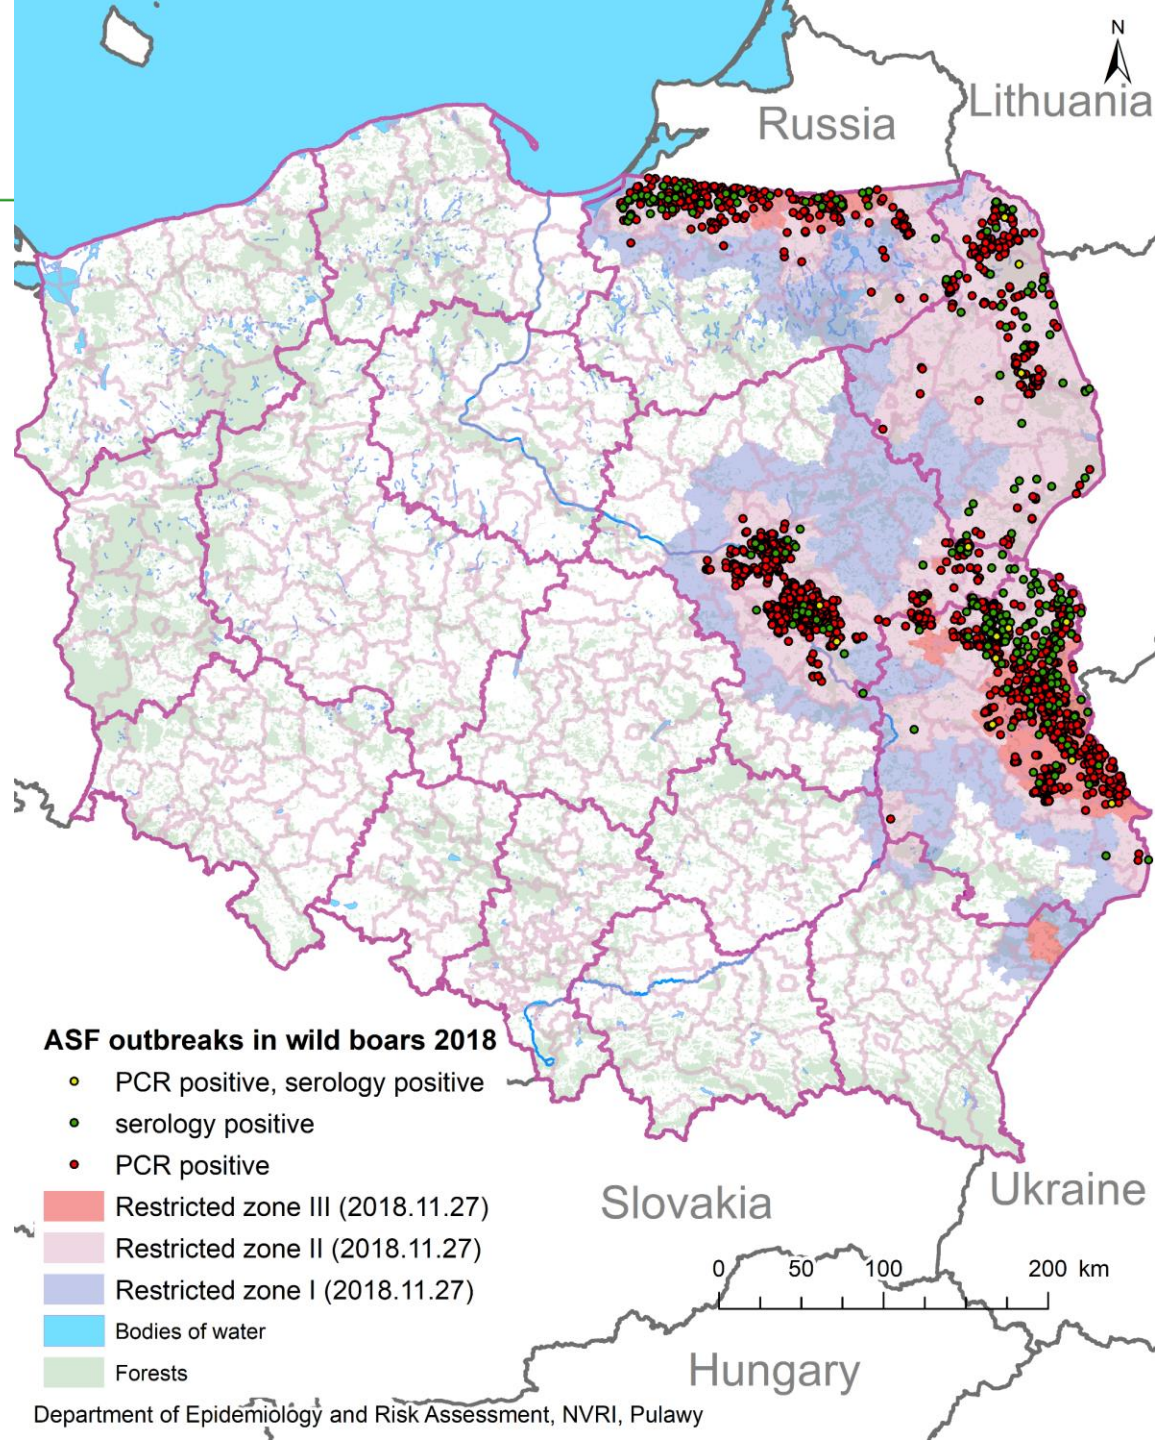 N
Lithuania
Russia
ASF outbreaks in wild boars 2018
PCR positive, serology positive
serology positive
PCR positive
Restricted zone III (2018.11.27)
Restricted zone II (2018.11.27)
Restricted zone I (2018.11.27)
Bodies of water
Forests
Slovakia
Ukraine
0 50 100 200 km
Hungary
Department of Epidemiology and Risk Assessment, NVRI, Pulawy